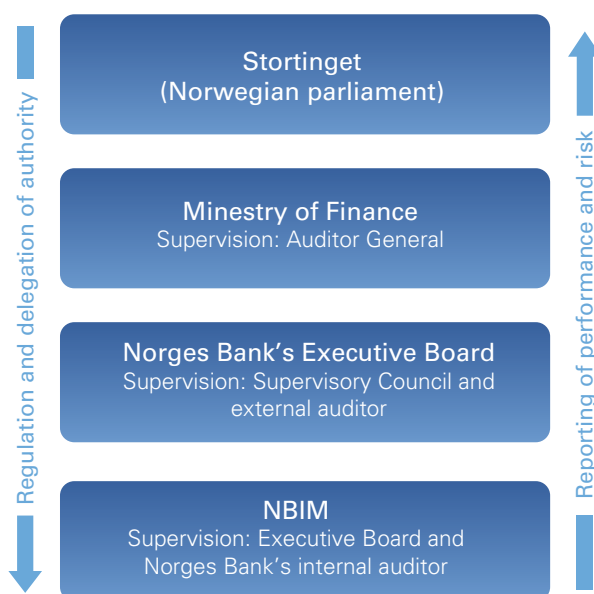 Regulation and delegation of authority
Stortinget
(Norwegian parliament)
Minestry of Finance
Supervision: Auditor General
Norges Bank’s Executive Board
Supervision: Supervisory Council and
external auditor
NBIM
Supervision: Executive Board and
Norges Bank’s internal auditor
Reporting of performance and risk